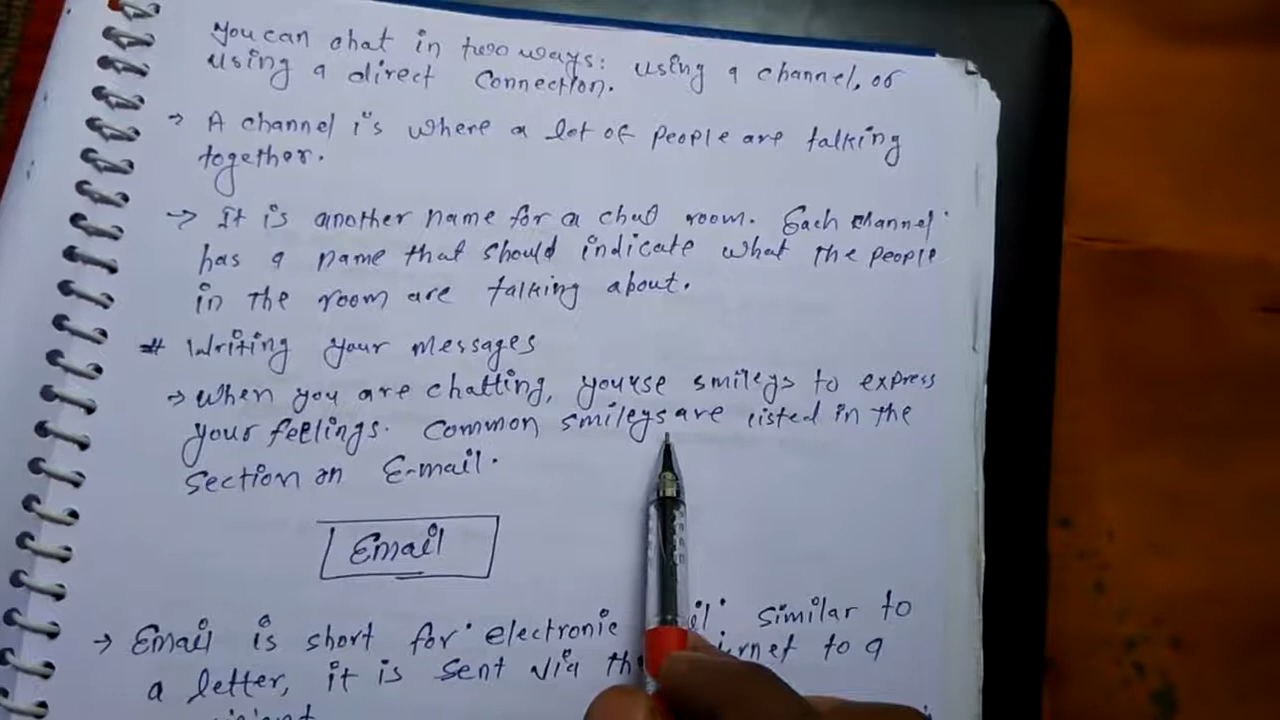 You can chat in two ways: using a channel, or
using a direct connection.
→ A channel is where a lot of people are talking
together.
→ It is another name for a chat room. Each channel
has a name that should indicate what the people
in the room are talking about.
# Writing your messages
→ When you are chatting, youuse smileys to express
your feelings. Common smileys are listed in the
section on E-mail.
Email
→ Email is short for electronic similar to
a letter, it is sent via to a